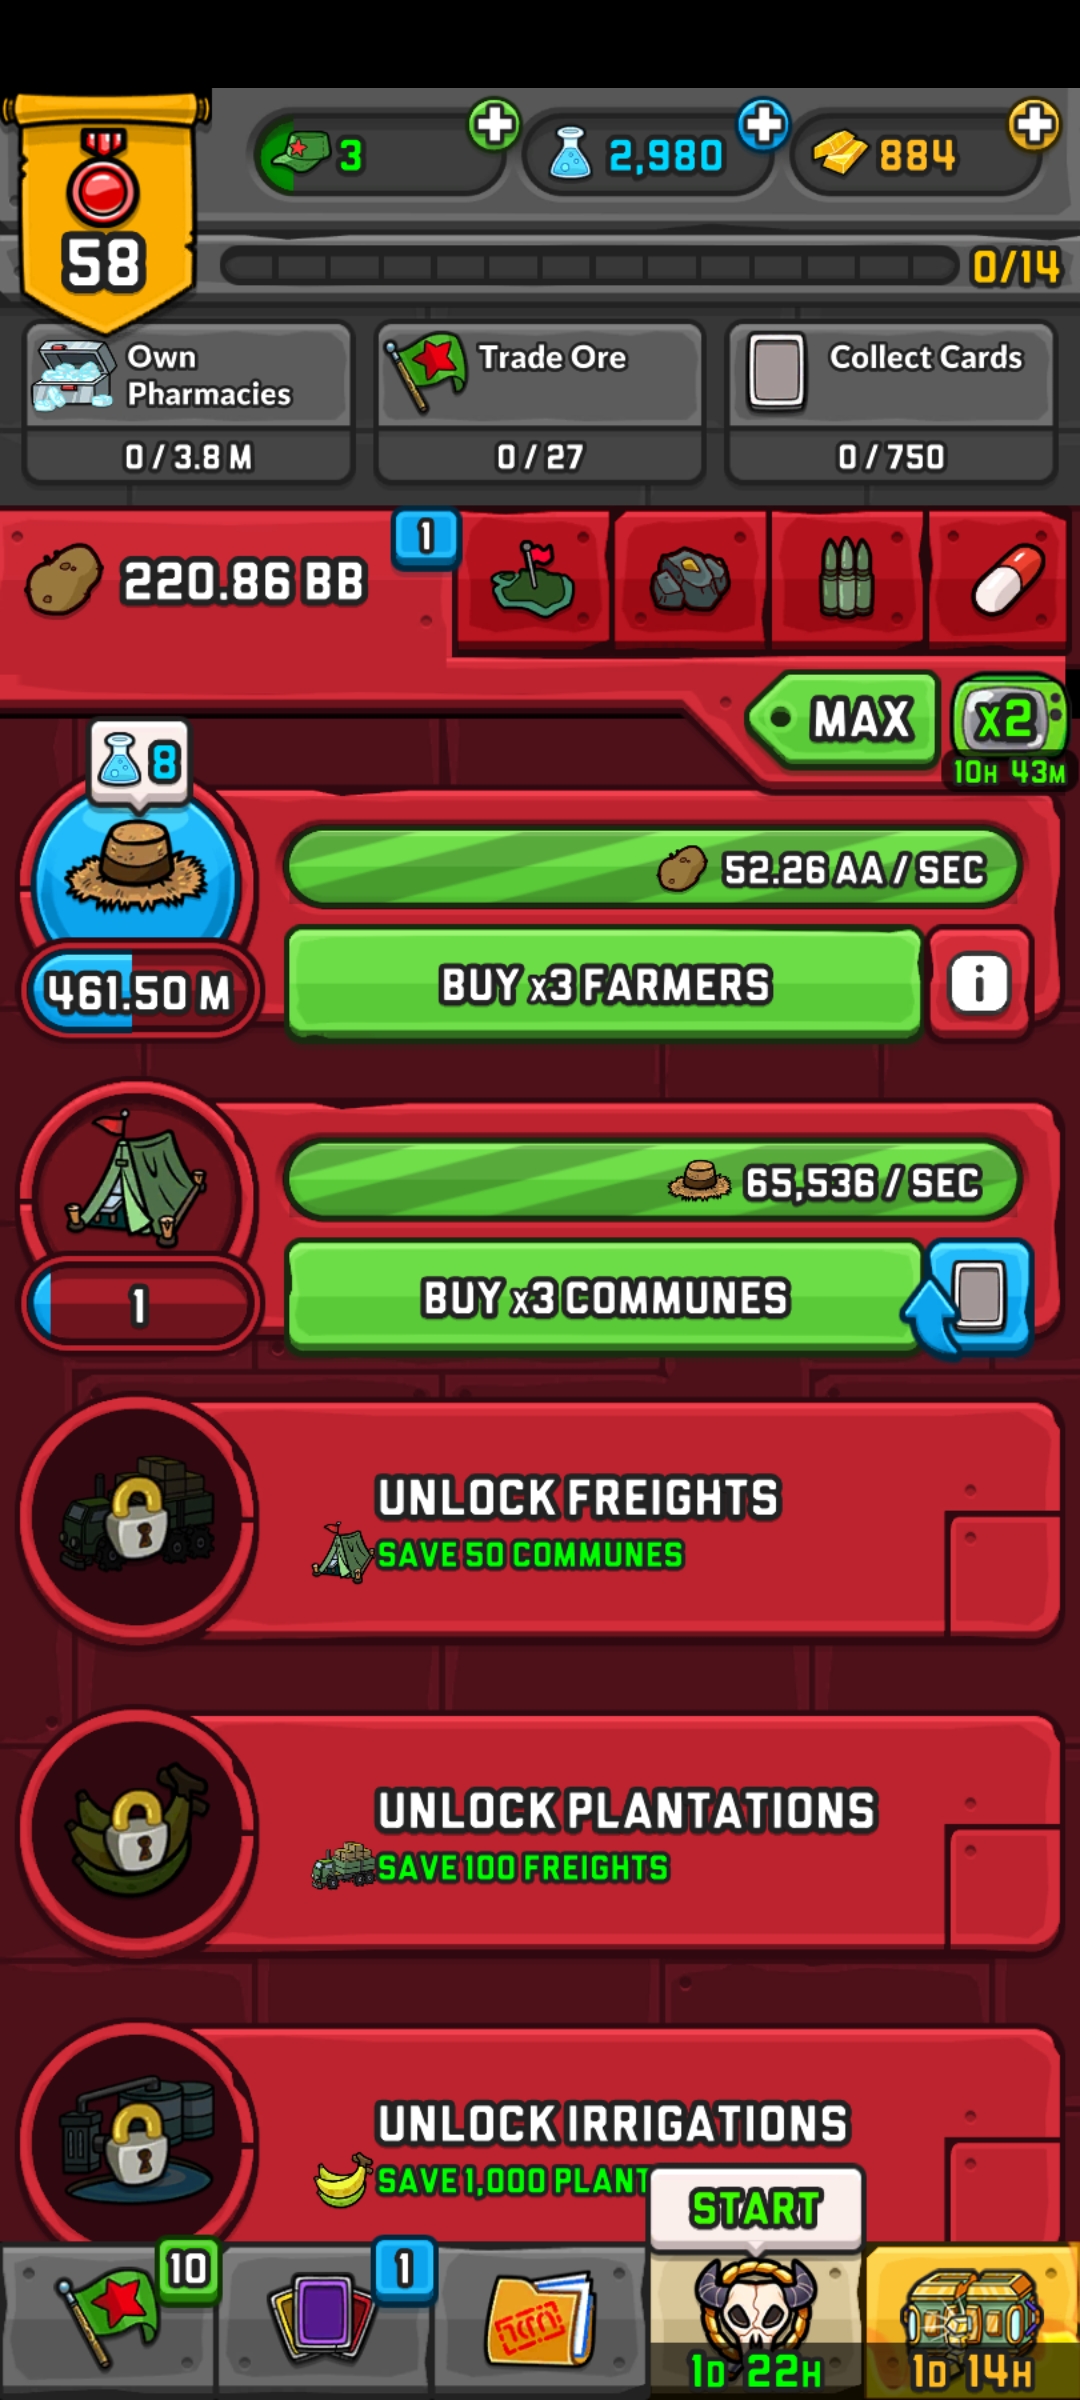 58
3
2,980
884
0/14
Own
Pharmacies
0 / 3.8 M
Trade Ore
0 / 27
Collect Cards
0 / 750
220.86 BB
1
MAX
x2
10H 43M
8
52.26 AA / SEC
461.50 M
BUY x3 FARMERS
i
65,536 / SEC
1
BUY x3 COMMUNES
UNLOCK FREIGHTS
SAVE 50 COMMUNES
UNLOCK PLANTATIONS
SAVE 100 FREIGHTS
UNLOCK IRRIGATIONS
SAVE 1,000 PLANT
START
10
1
1D 22H
1D 14H